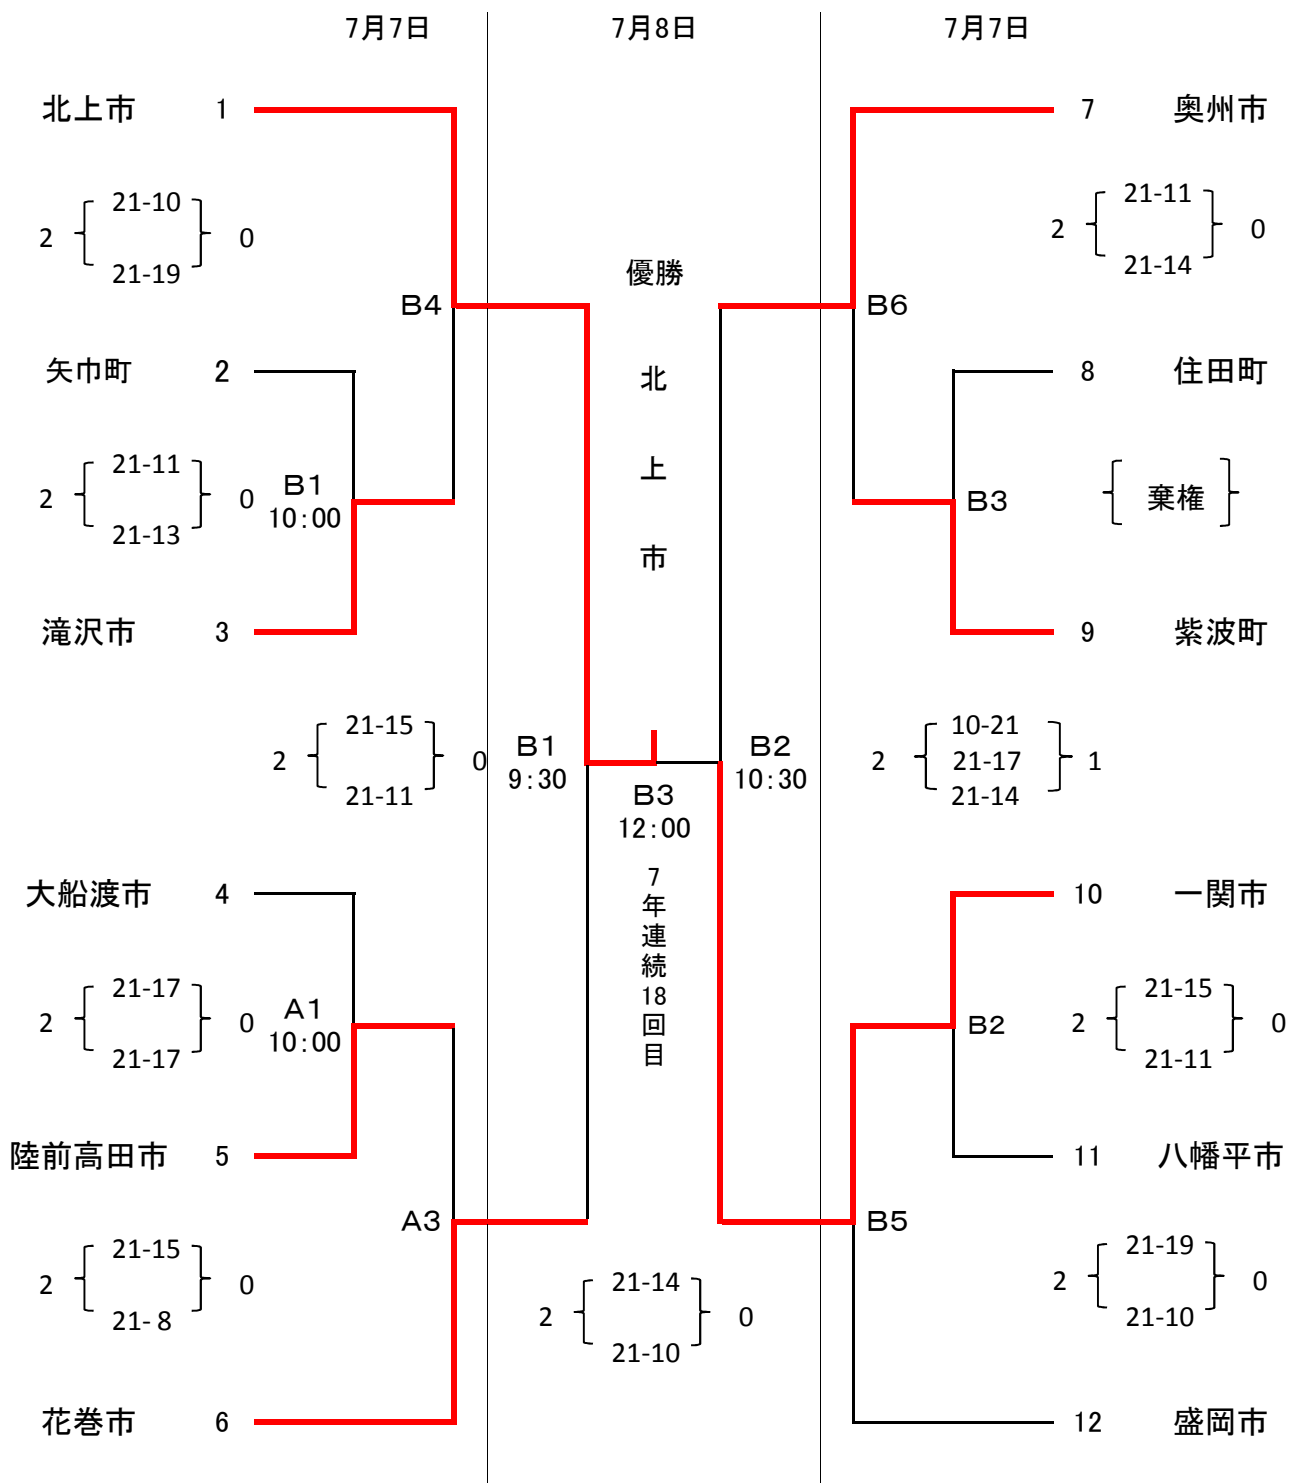 7月7日 7月8日 7月7日
北上市 1 7 奥州市
21-10 21-11
2 0 2 0
21-19 21-14
優勝
B4 B6
矢巾町 2 北 8 住田町
21-11 上
2 0 B1 B3 棄権
21-13 10:00
市
滝沢市 3 9 紫波町
21-15 10-21
2 0 B1 B2 2 21-17 1
21-11 9:30 10:30 21-14
B3
12:00
大船渡市 4 10 一関市
7年連続18回目
21-17 A1 21-15
2 0 B2 2 0
21-17 10:00 21-11
陸前高田市 5 11 八幡平市
A3 B5
21-15 21-19
2 0 2 0
21- 8 21-10
21-14
2 0
21-10
花巻市 6 12 盛岡市